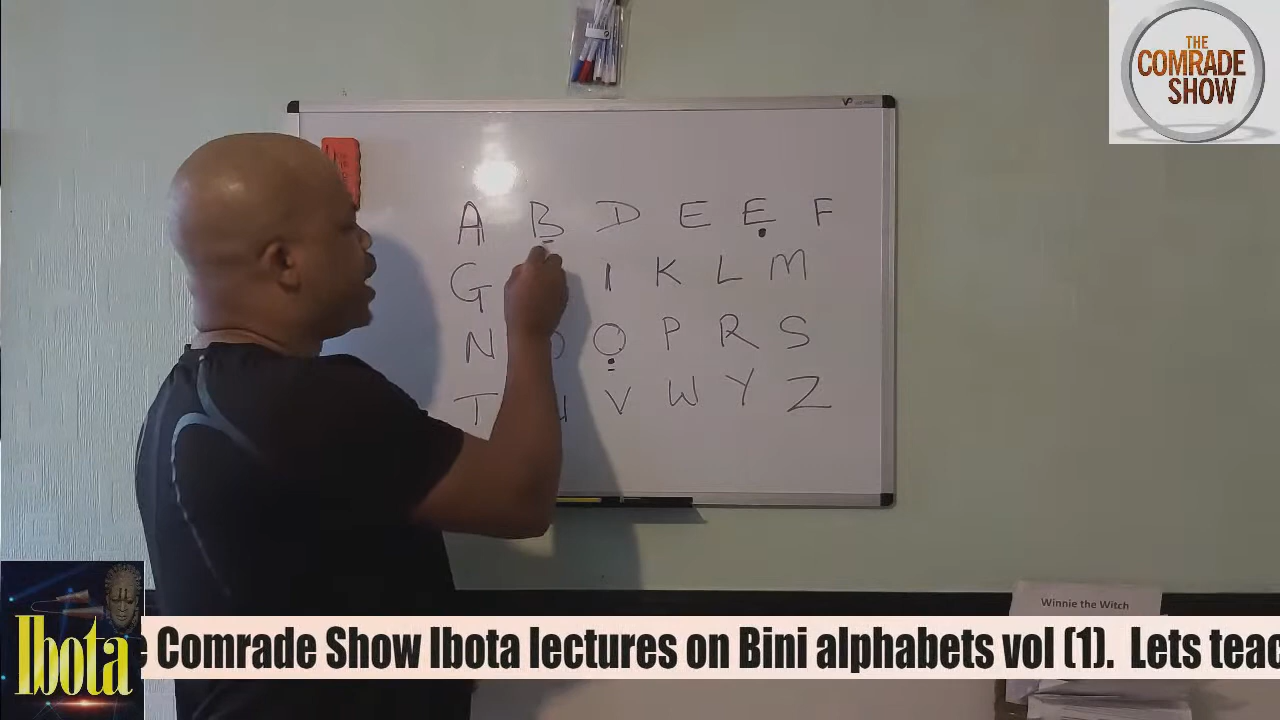 THE
COMRADE
SHOW
A B D E Ẹ F
G I K L M
N Ọ P R S
T V W Y Z
Winnie the Witch
Comrade Show Ibota lectures on Bini alphabets vol (1). Lets
Ibota